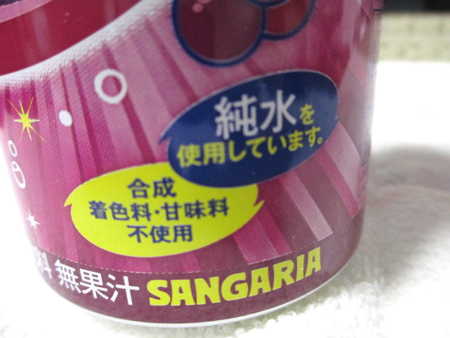 純水を
使用しています。
合成
着色料・甘味料
不使用
料 無果汁 SANGARIA